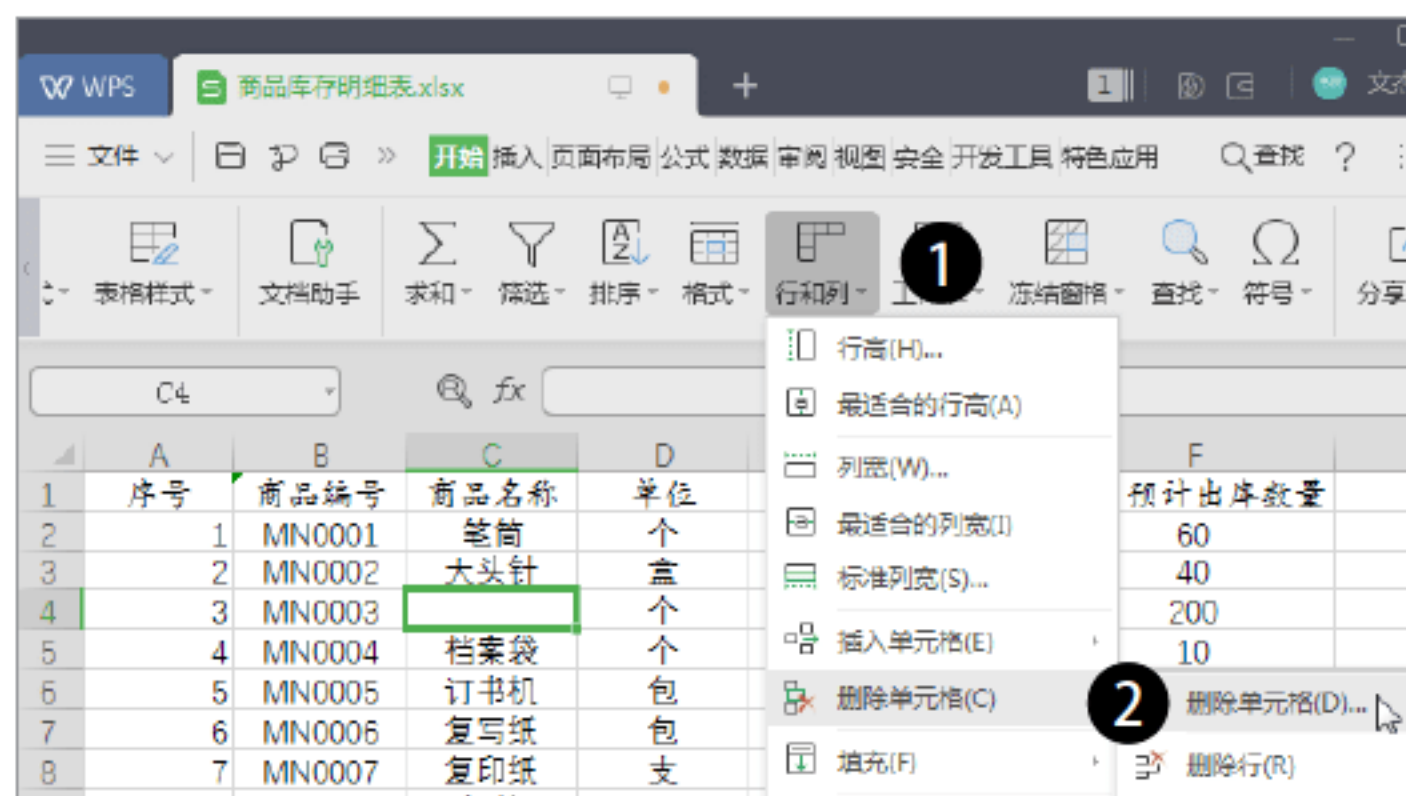 WPS 商品库存明细表.xlsx + 1
文件 >> 开始 插入 页面布局 公式 数据 审阅 视图 安全 开发工具 特色应用 查找 ?
表格样式 文档助手 求和 筛选 排序 格式 行和列 1 冻结窗格 查找 符号 分享
行高(H)...
C4 fx
最适合的行高(A)
A B C D F
列宽(W)...
1 序号 商品编号 商品名称 单位 预计出库数量
2 1 MN0001 笔筒 个 60
最适合的列宽(I)
3 2 MN0002 大头针 盒 40
标准列宽(S)...
4 3 MN0003 个 200
插入单元格(E)
5 4 MN0004 档案袋 个 10
6 5 MN0005 订书机 包
删除单元格(C) 2 删除单元格(D)...
7 6 MN0006 复写纸 包
填充(F) 删除行(R)
8 7 MN0007 复印纸 支